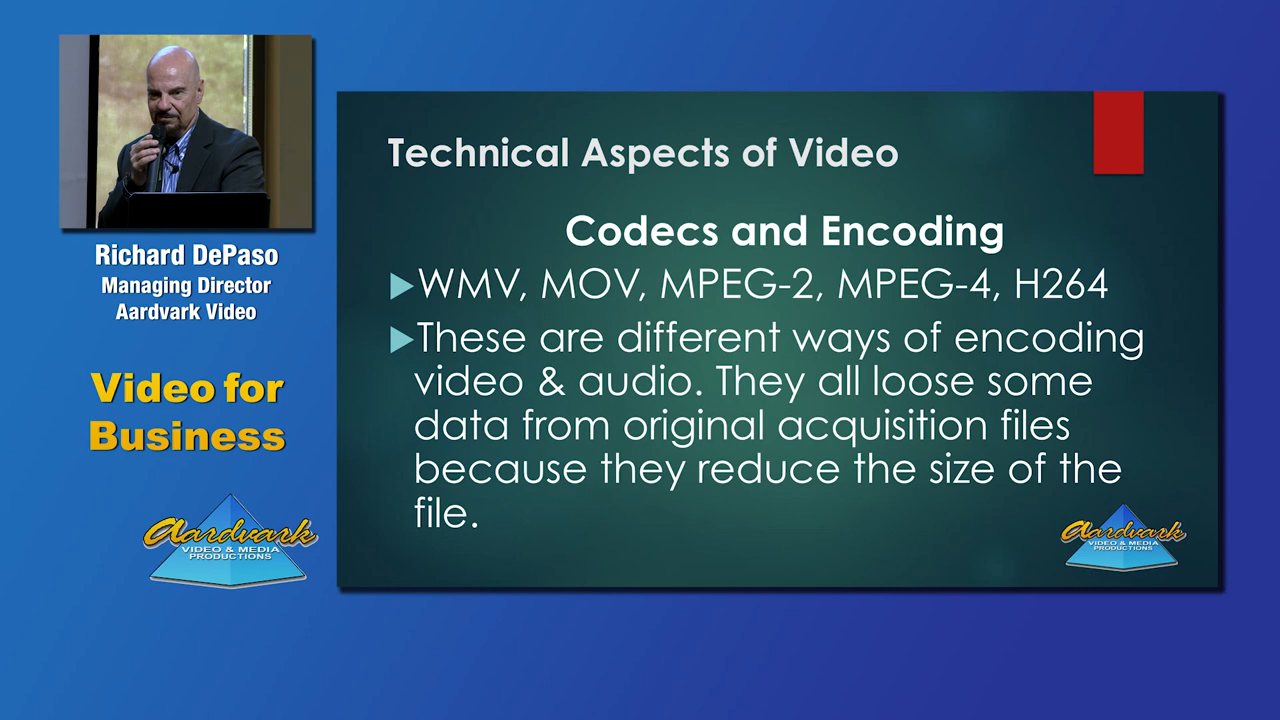 Richard DePaso
Managing Director
Aardvark Video
Video for
Business
Aardvark
VIDEO & MEDIA
PRODUCTIONS
Technical Aspects of Video
Codecs and Encoding
WMV, MOV, MPEG-2, MPEG-4, H264
These are different ways of encoding
video & audio. They all loose some
data from original acquisition files
because they reduce the size of the
file.
Aardvark
VIDEO & MEDIA
PRODUCTIONS